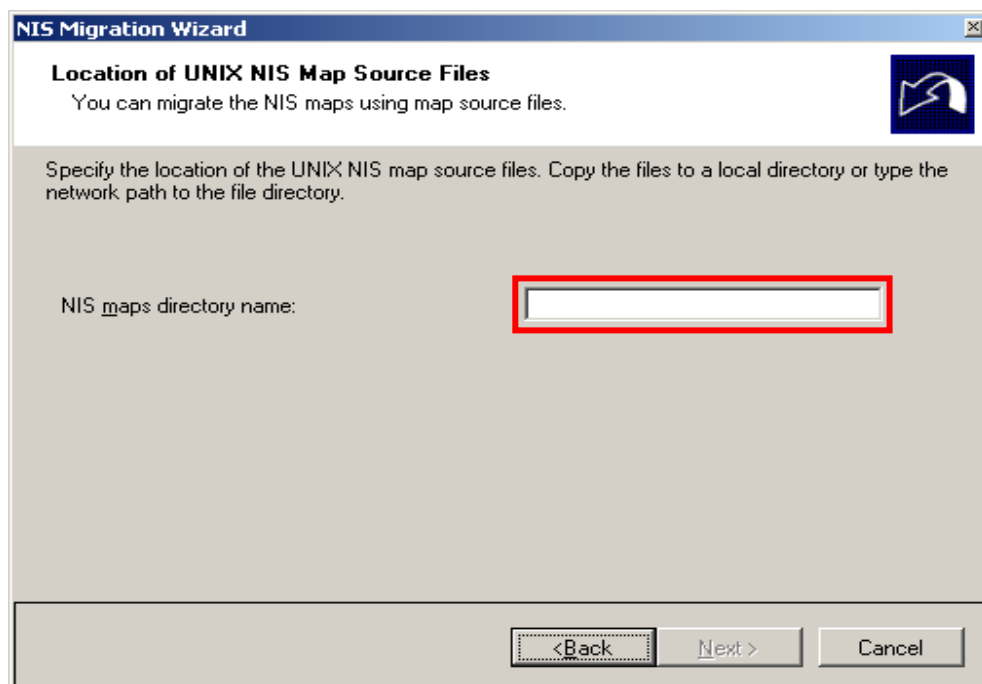 NIS Migration Wizard
Location of UNIX NIS Map Source Files
You can migrate the NIS maps using map source files.
Specify the location of the UNIX NIS map source files. Copy the files to a local directory or type the
network path to the file directory.
NIS maps directory name:
<Back Next > Cancel